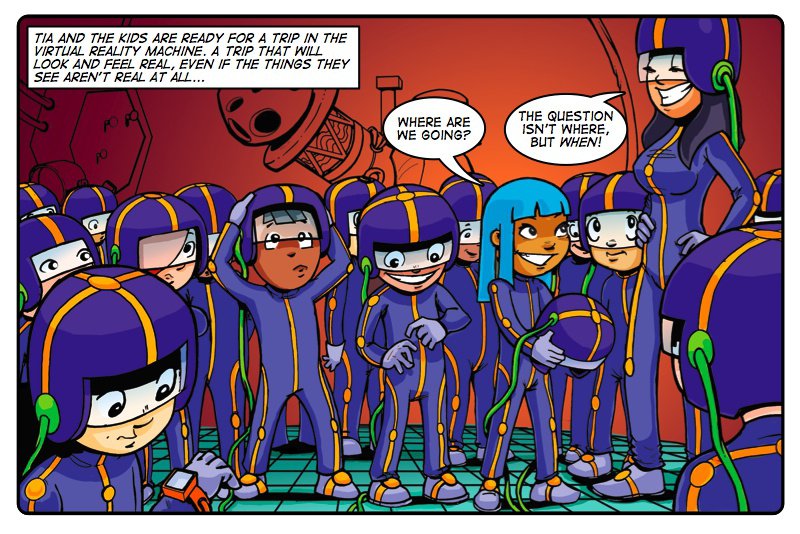 TIA AND THE KIDS ARE READY FOR A TRIP IN THE
VIRTUAL REALITY MACHINE. A TRIP THAT WILL
LOOK AND FEEL REAL, EVEN IF THE THINGS THEY
SEE AREN'T REAL AT ALL...
WHERE ARE
WE GOING?
THE QUESTION
ISN'T WHERE,
BUT WHEN!